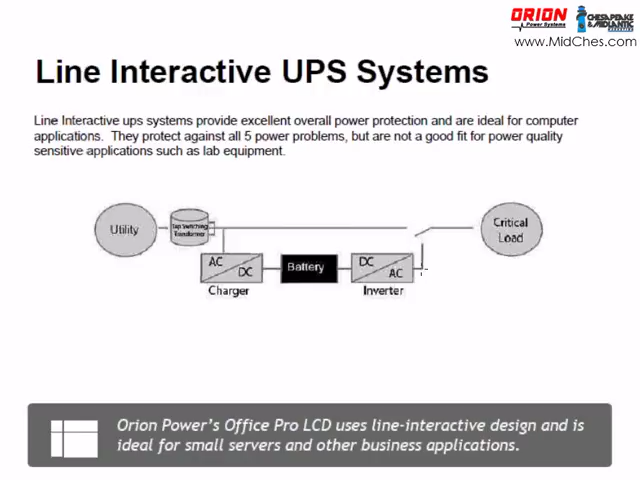 ORION
Power Systems
CHESAPEAKE
& MIDLANTIC
www.MidChes.com
Line Interactive UPS Systems
Line Interactive ups systems provide excellent overall power protection and are ideal for computer
applications. They protect against all 5 power problems, but are not a good fit for power quality
sensitive applications such as lab equipment.
Utility
Tap Switching
Transformer
Critical
Load
AC
DC
Battery
DC
AC
Charger
Inverter
Orion Power's Office Pro LCD uses line-interactive design and is
ideal for small servers and other business applications.